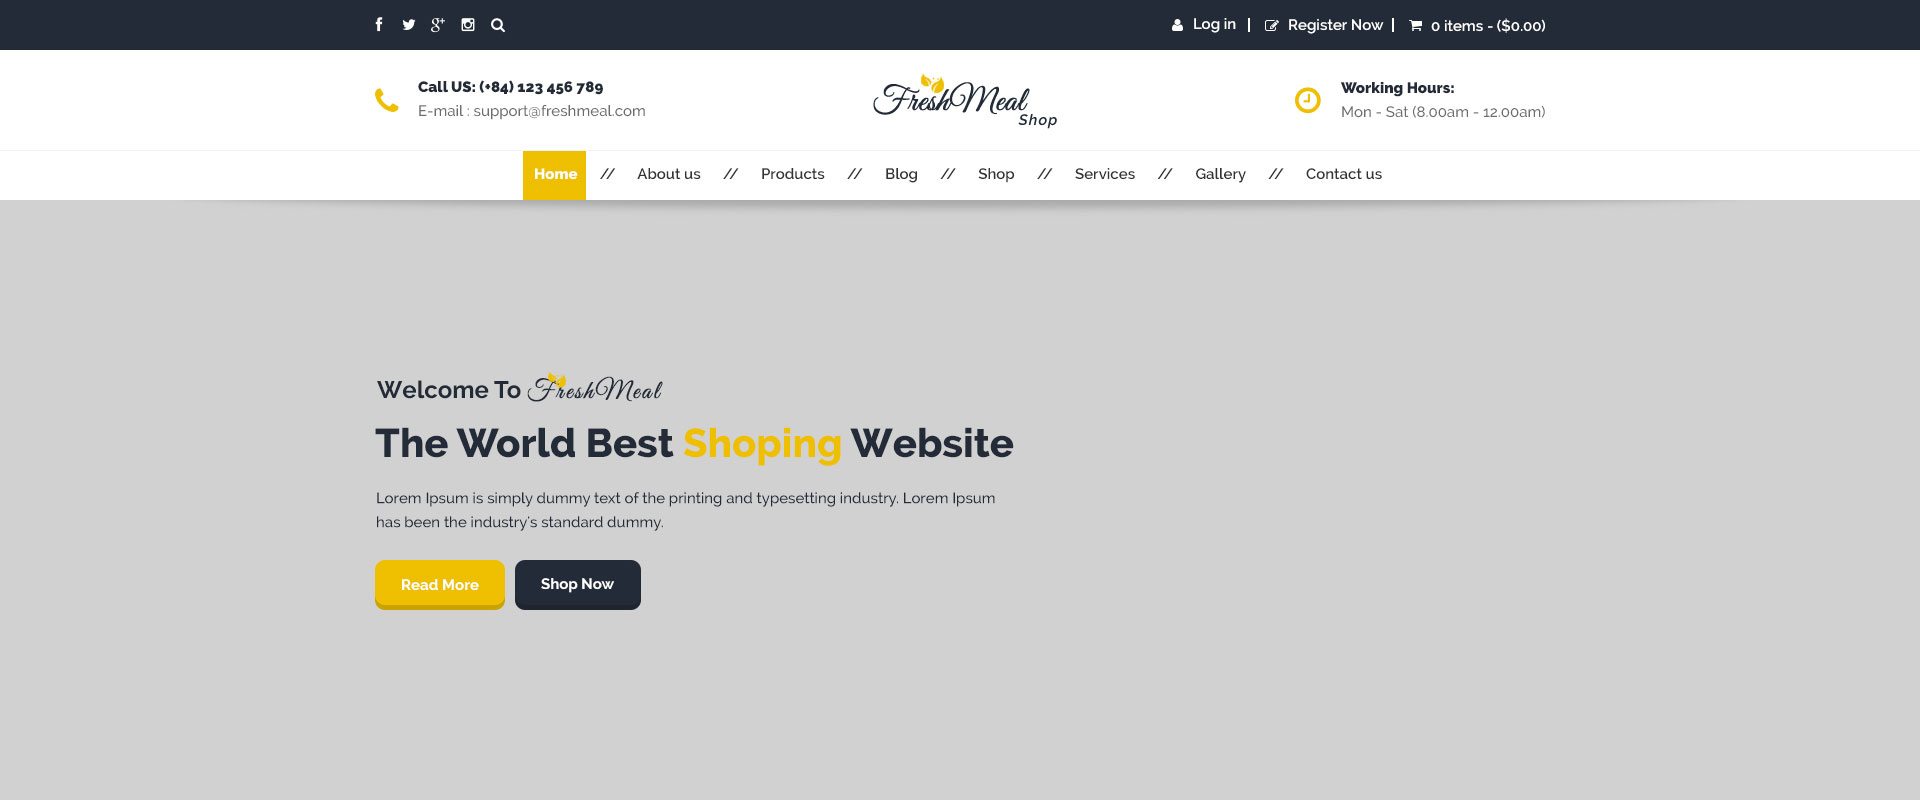 Log in | Register Now | 0 items - ($0.00)
Call US: (+84) 123 456 789
E-mail : support@freshmeal.com
FreshMeal
Shop
Working Hours:
Mon - Sat (8.00am - 12.00am)
Home // About us // Products // Blog // Shop // Services // Gallery // Contact us
Welcome To FreshMeal
The World Best Shoping Website
Lorem Ipsum is simply dummy text of the printing and typesetting industry. Lorem Ipsum
has been the industry's standard dummy.
Read More
Shop Now